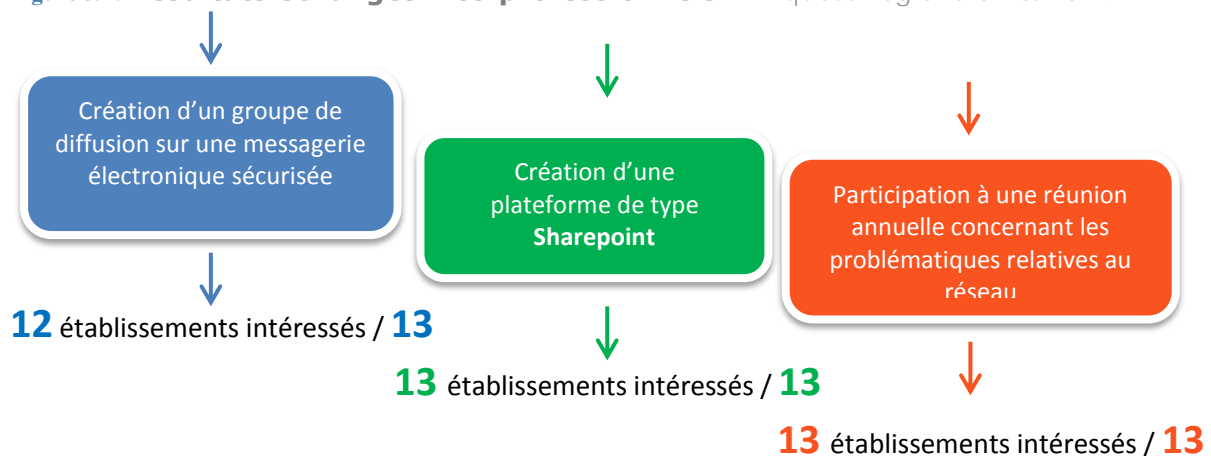 Création d’un groupe de
diffusion sur une messagerie
électronique sécurisée
12 établissements intéressés / 13
Création d’une
plateforme de type
Sharepoint
13 établissements intéressés / 13
Participation à une réunion
annuelle concernant les
problématiques relatives au
réseau
13 établissements intéressés / 13